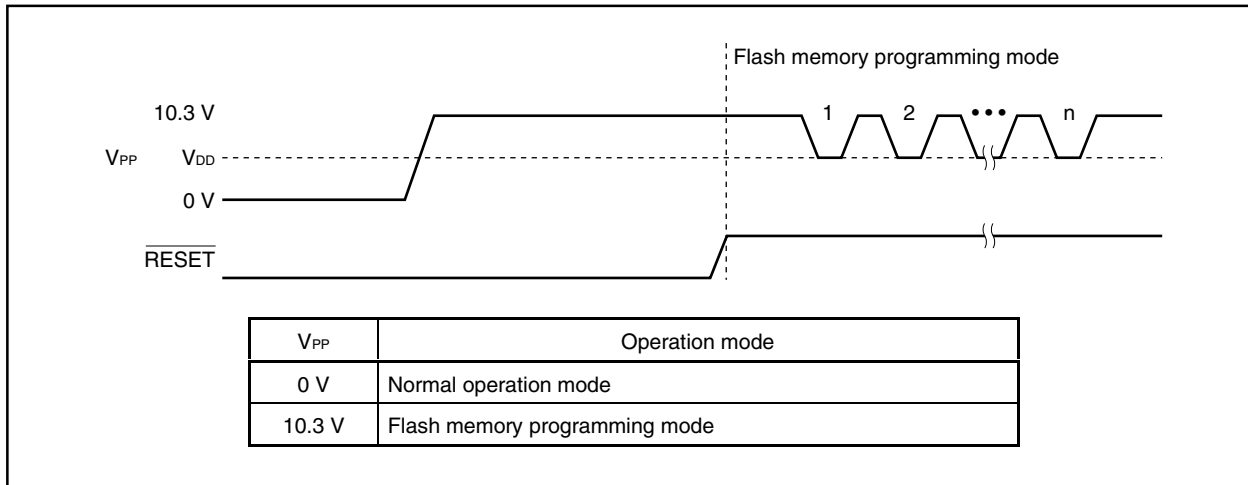 Flash memory programming mode
10.3 V
1 2 ••• n
VPP VDD
0 V
RESET
VPP Operation mode
0 V Normal operation mode
10.3 V Flash memory programming mode